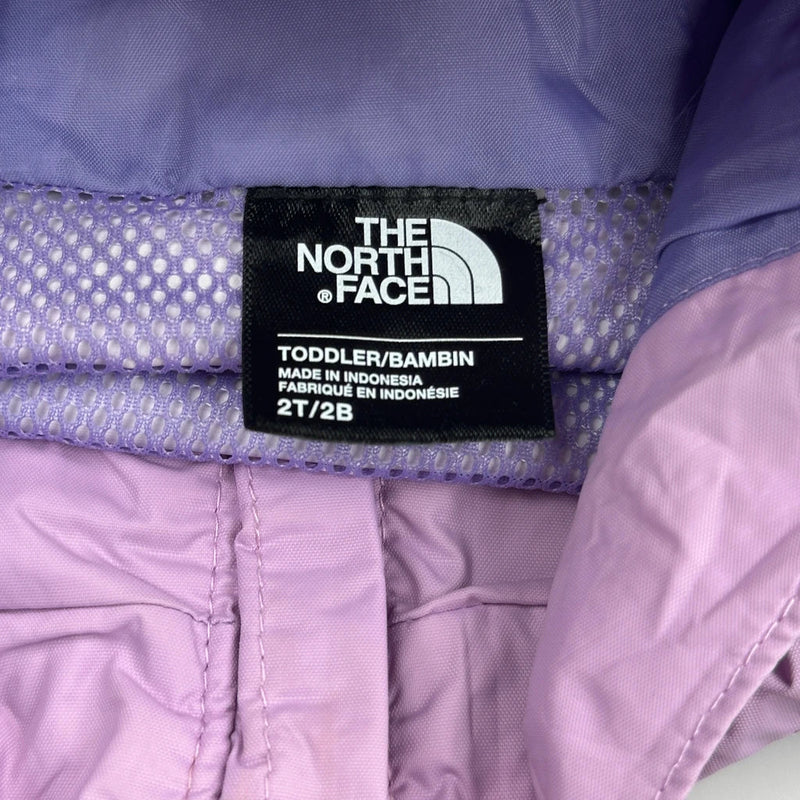 THE
NORTH
® FACE
TODDLER/BAMBIN
MADE IN INDONESIA
FABRIQUÉ EN INDONÉSIE
2T/2B